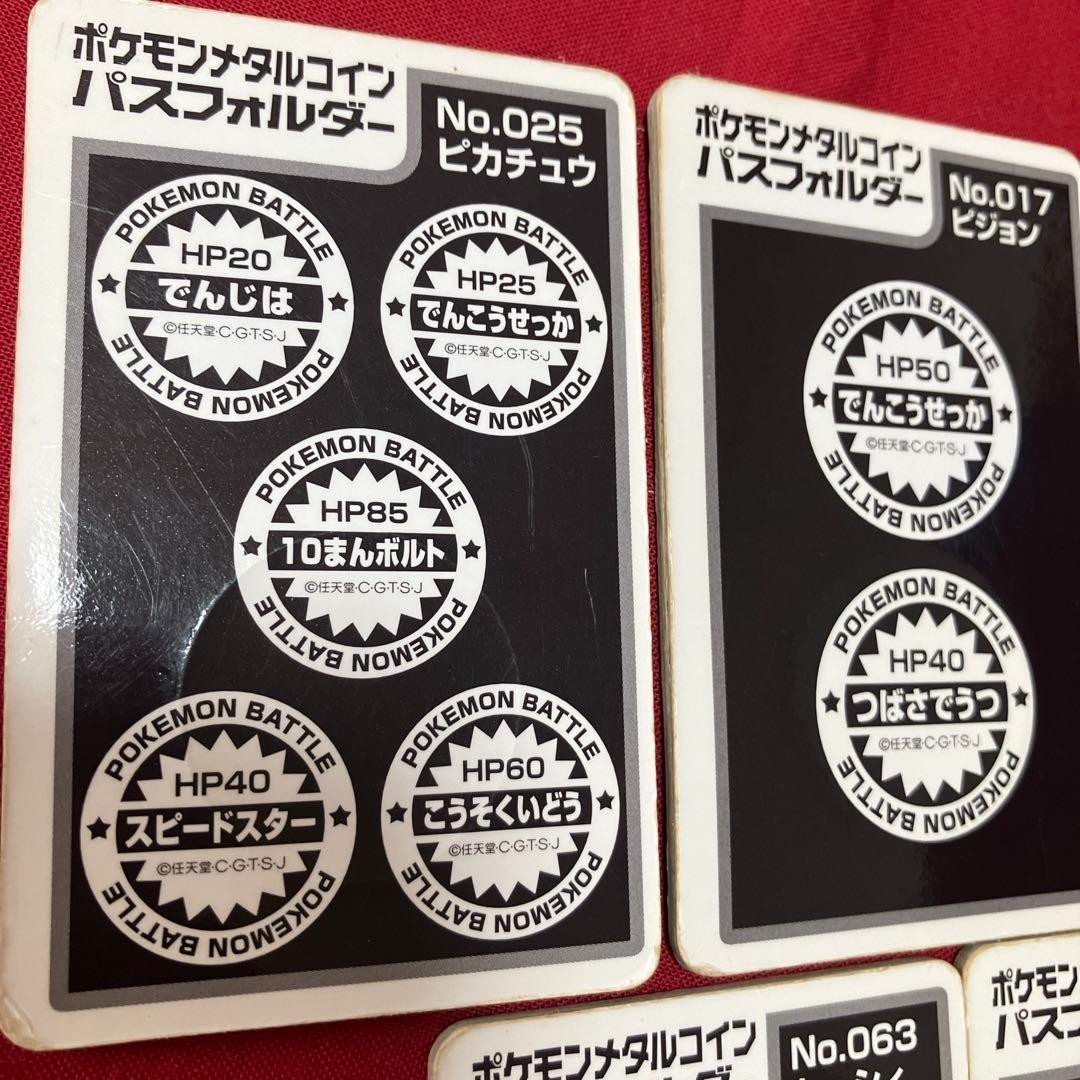 ポケモンメタルコイン
パスフォルダー
No.025
ピカチュウ
POKEMON BATTLE
HP20
でんじは
©任天堂・C・G・T・S・J
POKEMON BATTLE
POKEMON BATTLE
HP25
でんこうせっか
©任天堂・C・G・T・S・J
POKEMON BATTLE
POKEMON BATTLE
HP85
10まんボルト
©任天堂・C・G・T・S・J
POKEMON BATTLE
POKEMON BATTLE
HP40
スピードスター
©任天堂・C・G・T・S・J
POKEMON BATTLE
POKEMON BATTLE
HP60
こうそくいどう
©任天堂・C・G・T・S・J
POKEMON BATTLE
ポケモンメタルコイン
パスフォルダー
No.017
ピジョン
POKEMON BATTLE
HP50
でんこうせっか
©任天堂・C・G・T・S・J
POKEMON BATTLE
POKEMON BATTLE
HP40
つばさでうつ
©任天堂・C・G・T・S・J
POKEMON BATTLE
ポケモンメタルコイン
パスフォルダー
No.063
ポケモン
パスフ